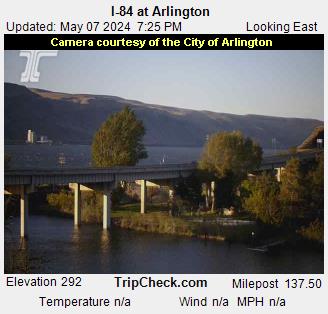 I-84 at Arlington
Updated: May 07 2024 7:25 PM Looking East
Camera courtesy of the City of Arlington
Elevation 292 TripCheck.com Milepost 137.50
Temperature n/a Wind n/a MPH n/a